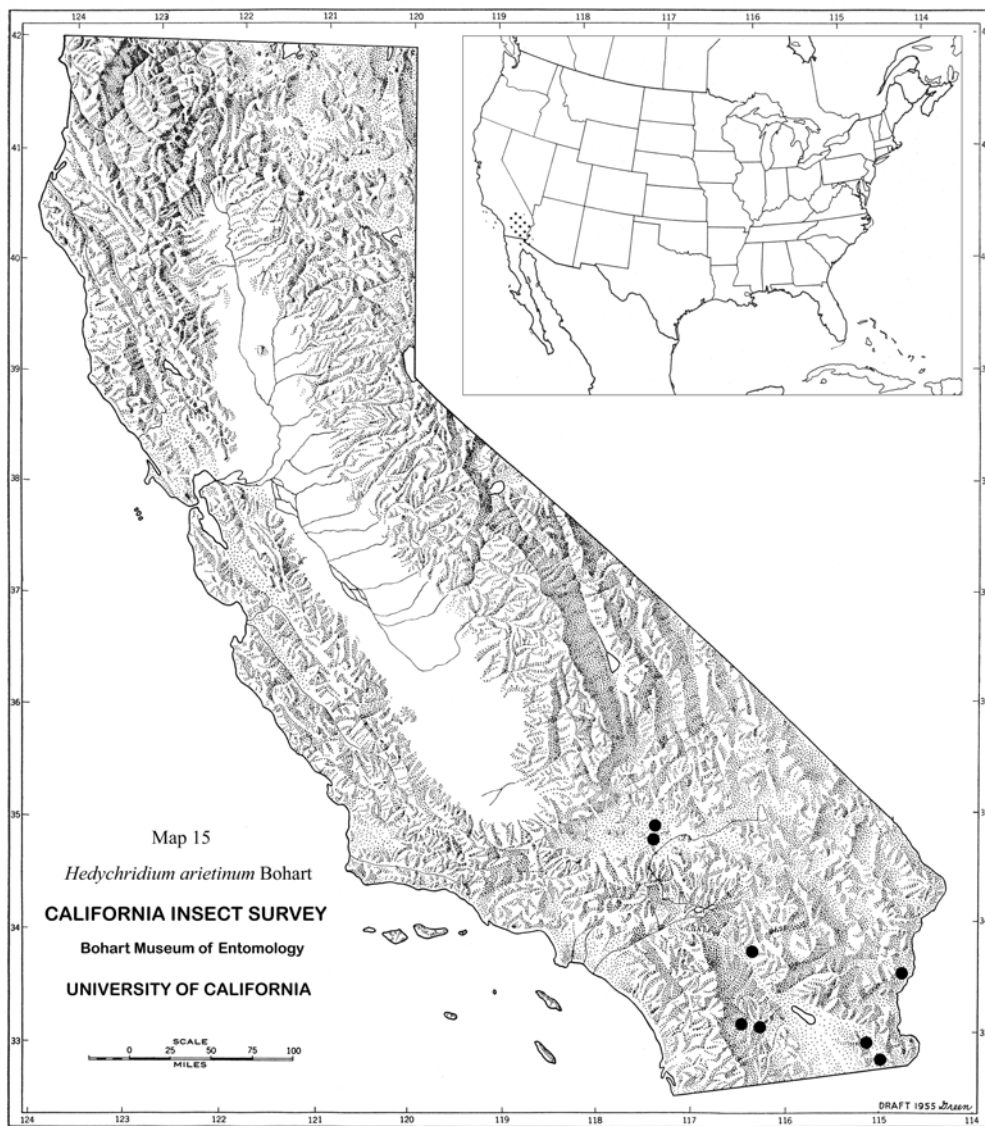 124 123 122 121 120 119 118 117 116 115 114
42
41
40
39
38
37
36
35
34
33
Map 15
Hedychridium arietinum Bohart
CALIFORNIA INSECT SURVEY
Bohart Museum of Entomology
UNIVERSITY OF CALIFORNIA
SCALE
0 25 50 75 100
MILES
DRAFT 1955 Green
124 123 122 121 120 119 118 117 116 115 114